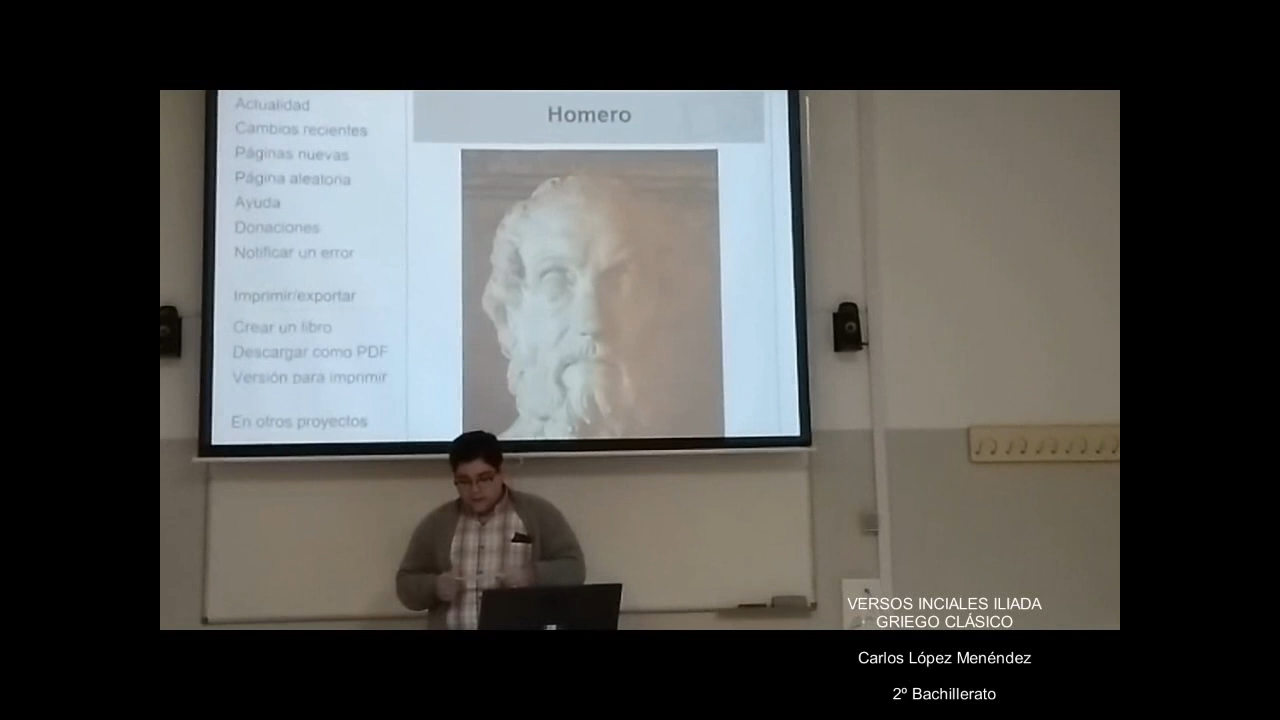 Actualidad
Cambios recientes
Páginas nuevas
Página aleatoria
Ayuda
Donaciones
Notificar un error
Imprimir/exportar
Crear un libro
Descargar como PDF
Versión para imprimir
En otros proyectos
Homero
VERSOS INCIALES ILIADA
GRIEGO CLÁSICO
Carlos López Menéndez
2º Bachillerato